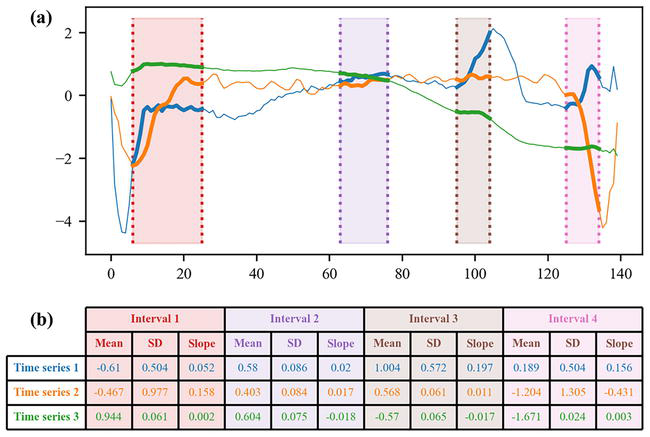 (a)
2
0
−2
−4
0 20 40 60 80 100 120 140
(b)
Interval 1 Interval 2 Interval 3 Interval 4
Mean SD Slope Mean SD Slope Mean SD Slope Mean SD Slope
Time series 1 -0.61 0.504 0.052 0.58 0.086 0.02 1.004 0.572 0.197 0.189 0.504 0.156
Time series 2 -0.467 0.977 0.158 0.403 0.084 0.017 0.568 0.061 0.011 -1.204 1.305 -0.431
Time series 3 0.944 0.061 0.002 0.604 0.075 -0.018 -0.57 0.065 -0.017 -1.671 0.024 0.003